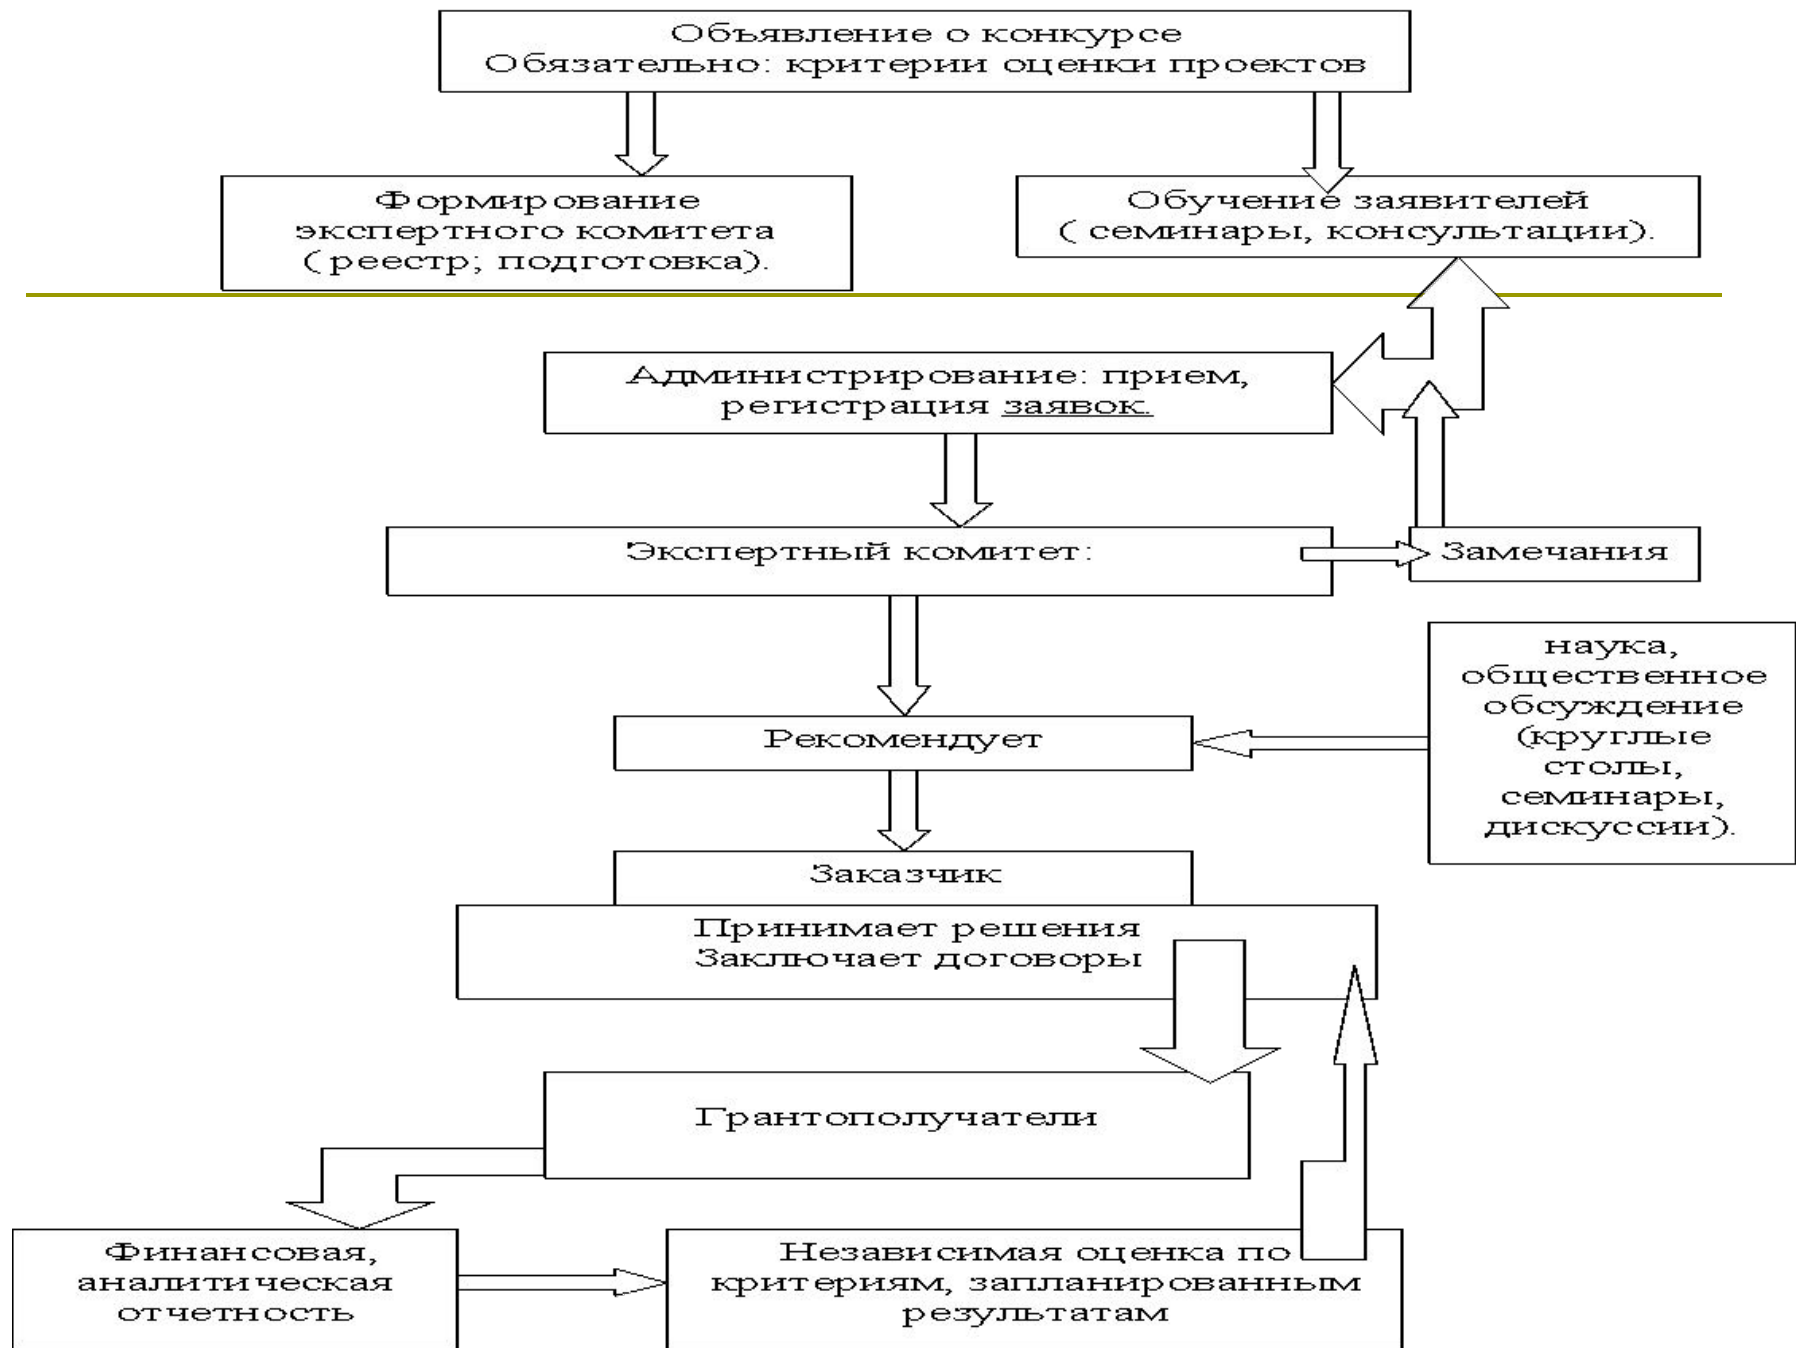 Объявление о конкурсе
Обязательно: критерии оценки проектов
Формирование
экспертного комитета
( реестр; подготовка).
Обучение заявителей
( семинары, консультации).
Администрирование: прием,
регистрация заявок.
Экспертный комитет:
Замечания
наука,
общественное
обсуждение
(круглые
столы,
семинары,
дискуссии).
Рекомендует
Заказчик
Принимает решения
Заключает договоры
Грантополучатели
Финансовая,
аналитическая
отчетность
Независимая оценка по
критериям, запланированным
результатам